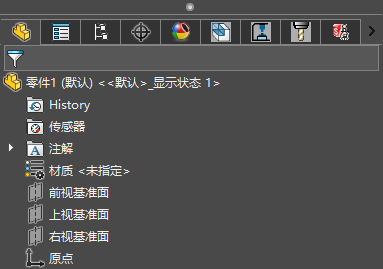 零件1 (默认) <<默认>_显示状态 1>
History
传感器
注解
材质 <未指定>
前视基准面
上视基准面
右视基准面
原点